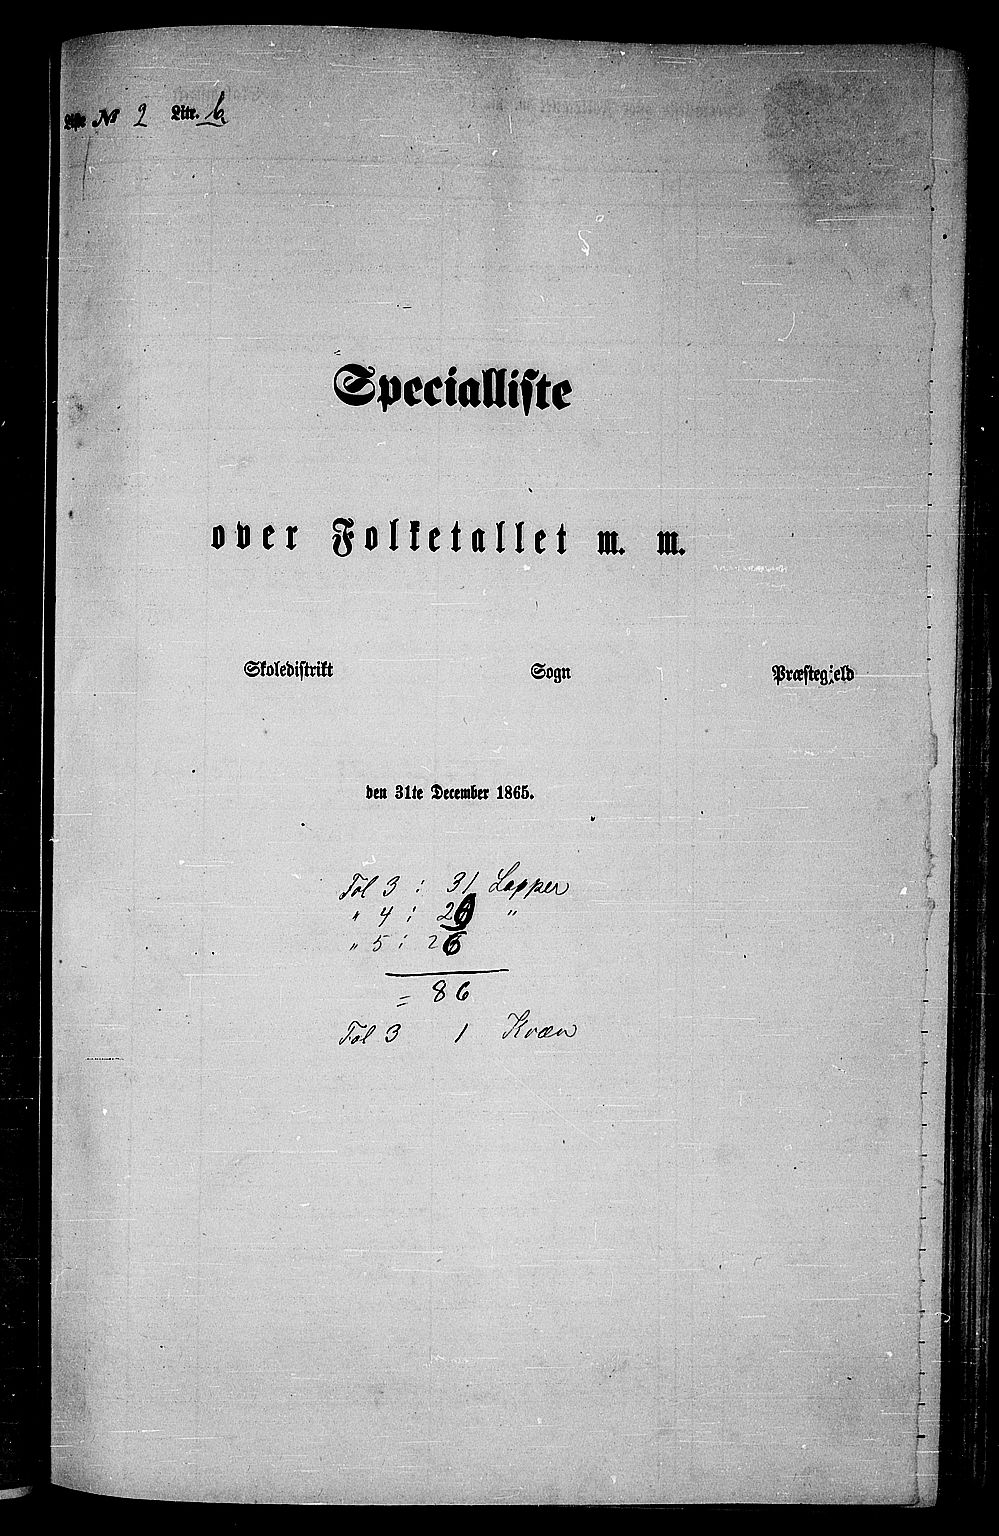 Liste № 2 Litr. b
Specialliste
over Folketallet m. m.
Skoledistrikt Sogn Præstegjeld
den 31te December 1865.
Fol 3 : 31 Lapper
" 4 : 29 "
" 5 : 26
= 86
Fol 3 1 Kvæn